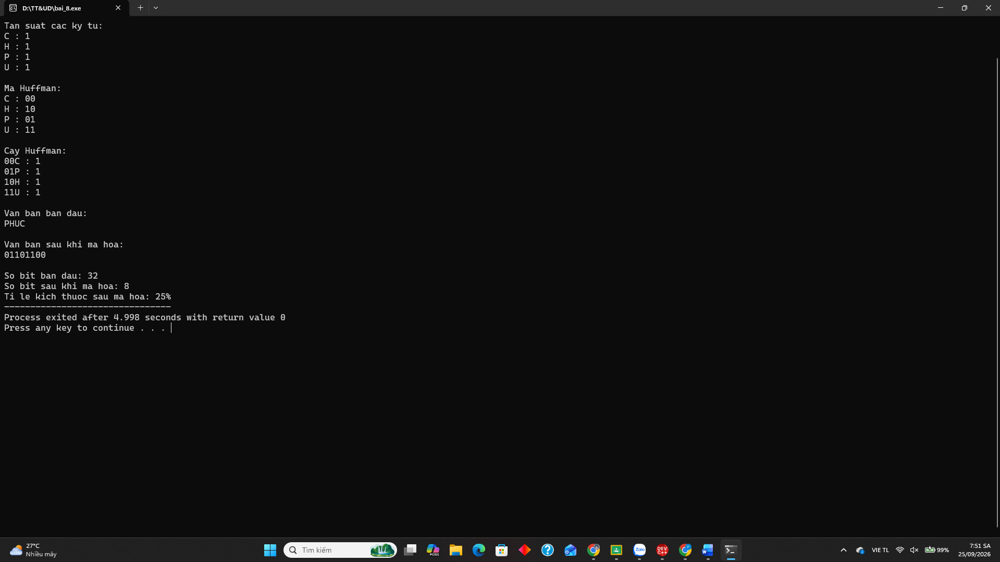 D:\TT&UD\bai_8.exe
Tan suat cac ky tu:
C : 1
H : 1
P : 1
U : 1
Ma Huffman:
C : 00
H : 10
P : 01
U : 11
Cay Huffman:
00C : 1
01P : 1
10H : 1
11U : 1
Van ban ban dau:
PHUC
Van ban sau khi ma hoa:
01101100
So bit ban dau: 32
So bit sau khi ma hoa: 8
Ti le kich thuoc sau ma hoa: 25%
--------------------------------
Process exited after 4.998 seconds with return value 0
Press any key to continue . . .
27°C
Nhiều mây
Tìm kiếm
M365
Zalo
DEV
C++
VIE TL
99%
7:51 SA
25/09/2026